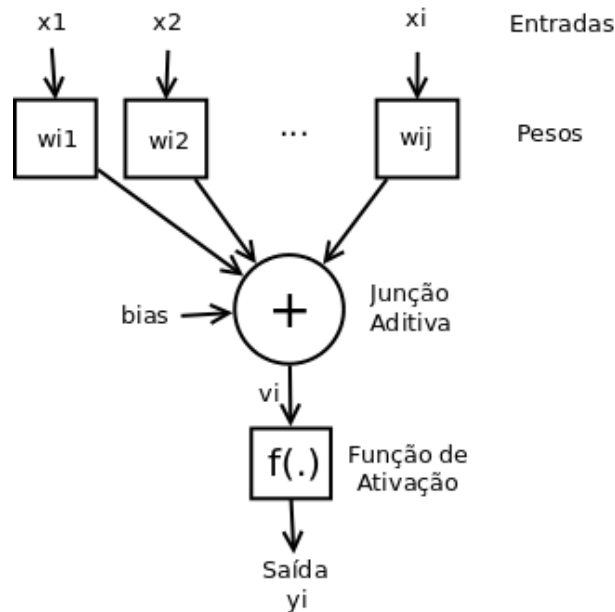 x1 x2 xi Entradas
wi1 wi2 ... wij Pesos
bias + Junção
Aditiva
vi
f(.) Função de
Ativação
Saída
yi